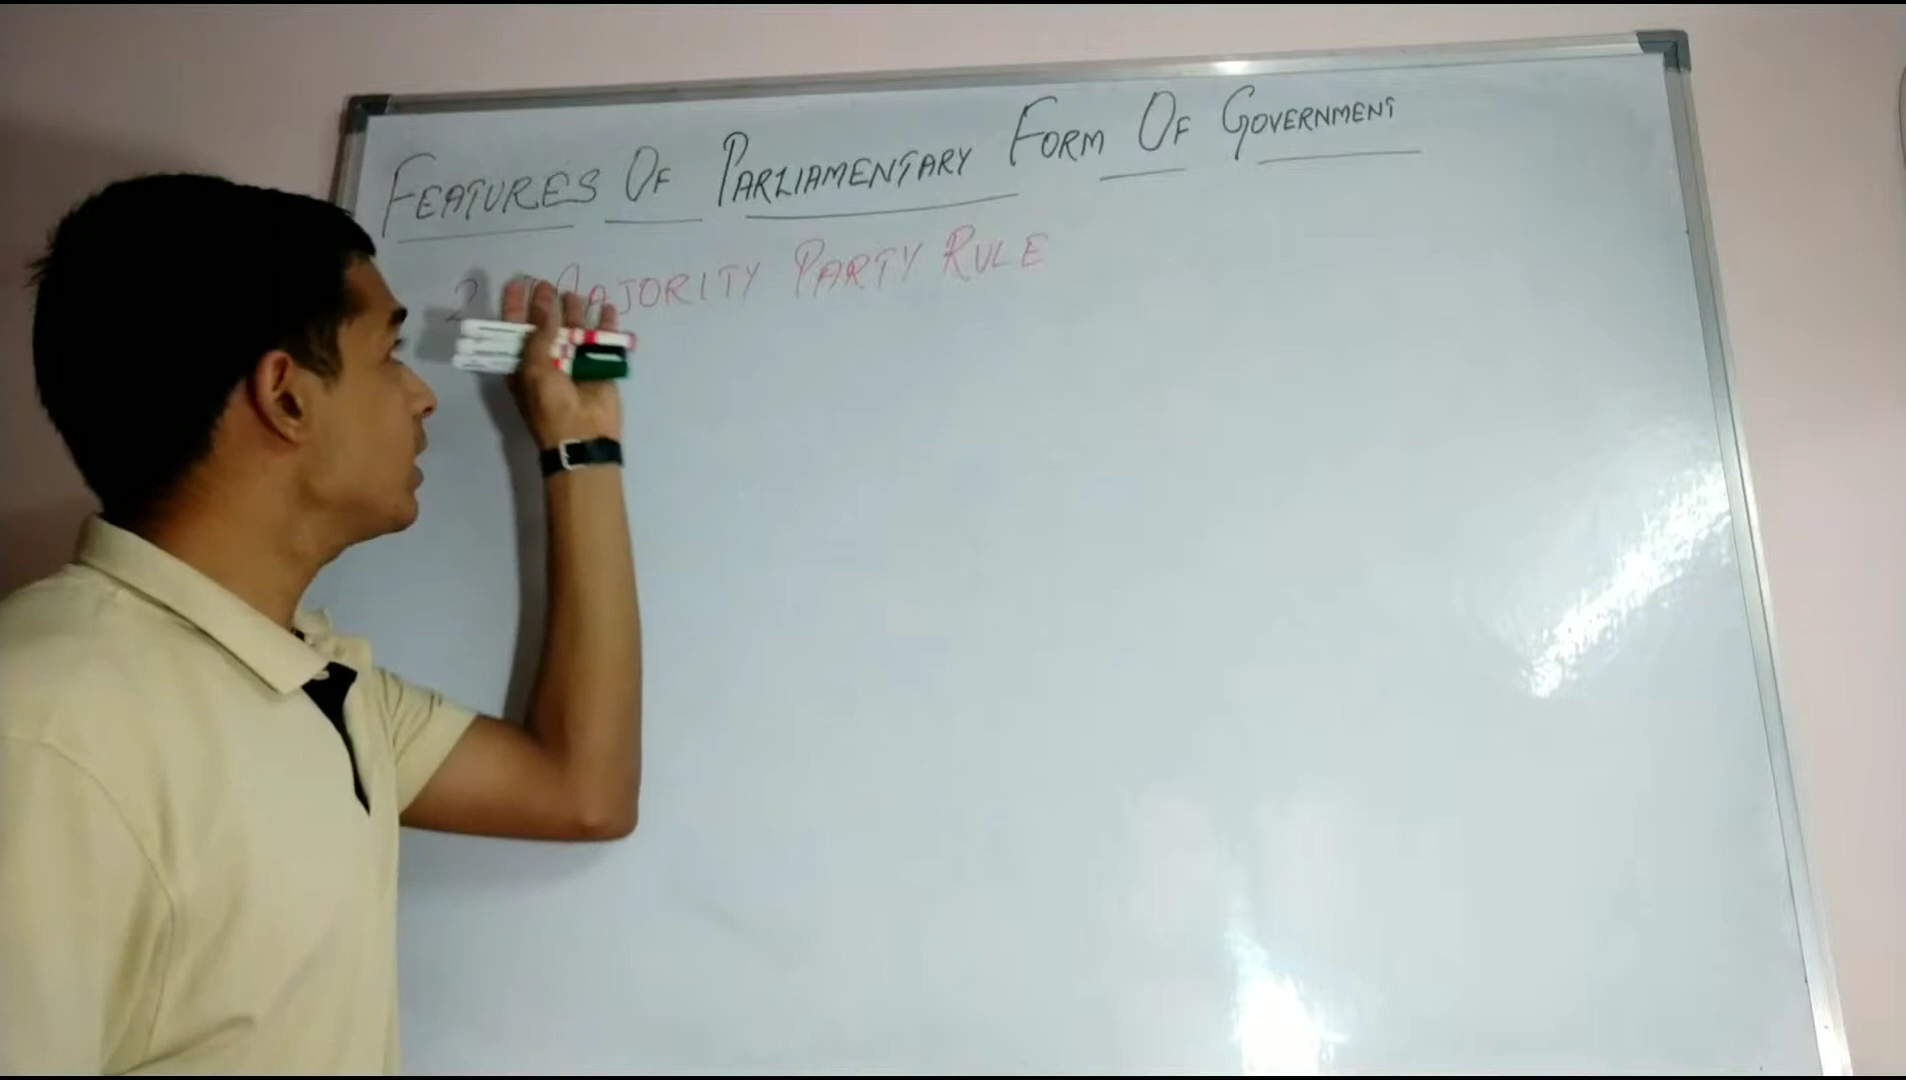 FEATURES OF PARLIAMENTARY FORM OF GOVERNMENT
2 MAJORITY PARTY RULE